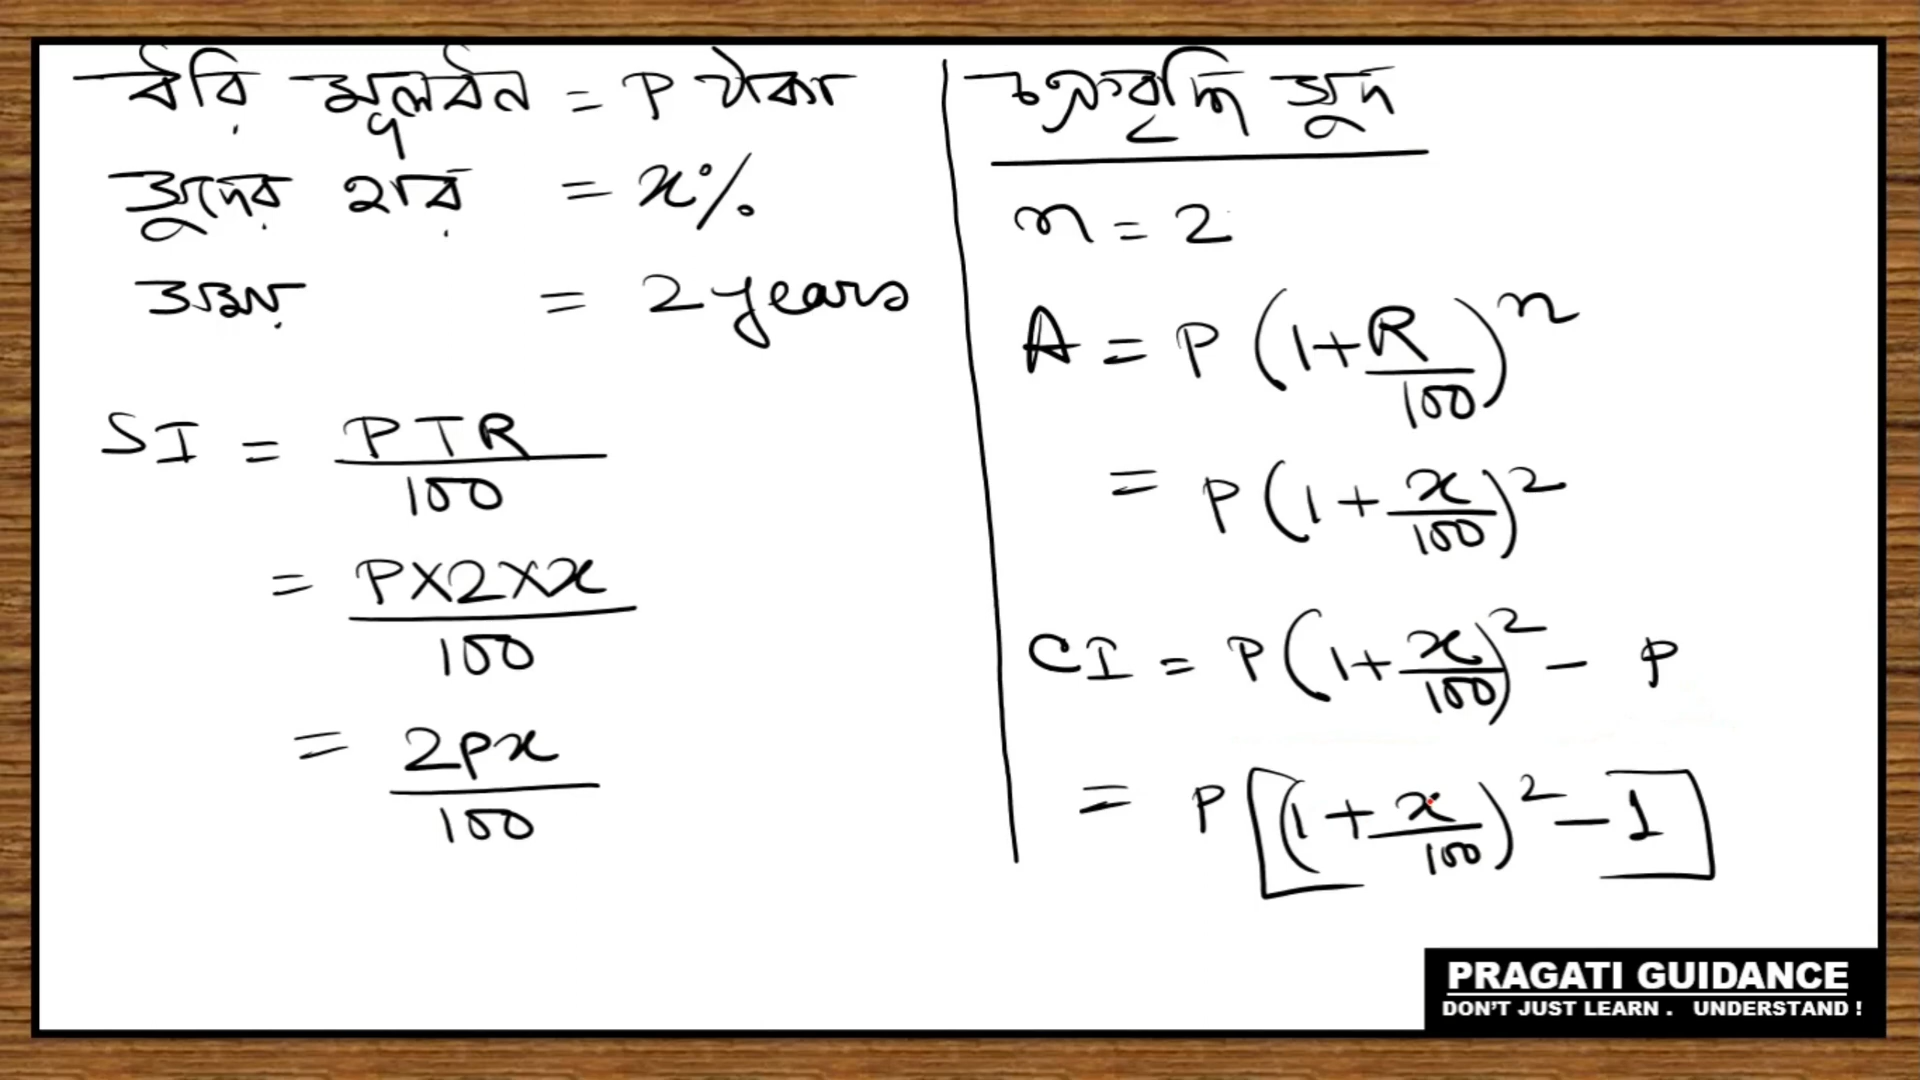 ধরি মূলধন = P টাকা
সুদের হার = x%
সময় = 2 years
SI = PTR / 100
= P×2×x / 100
= 2px / 100
চক্রবৃদ্ধি সুদ
n = 2
A = P (1 + R/100)^n
= P (1 + x/100)^2
CI = P (1 + x/100)^2 - P
= P [(1 + x/100)^2 - 1]
PRAGATI GUIDANCE
DON'T JUST LEARN . UNDERSTAND !